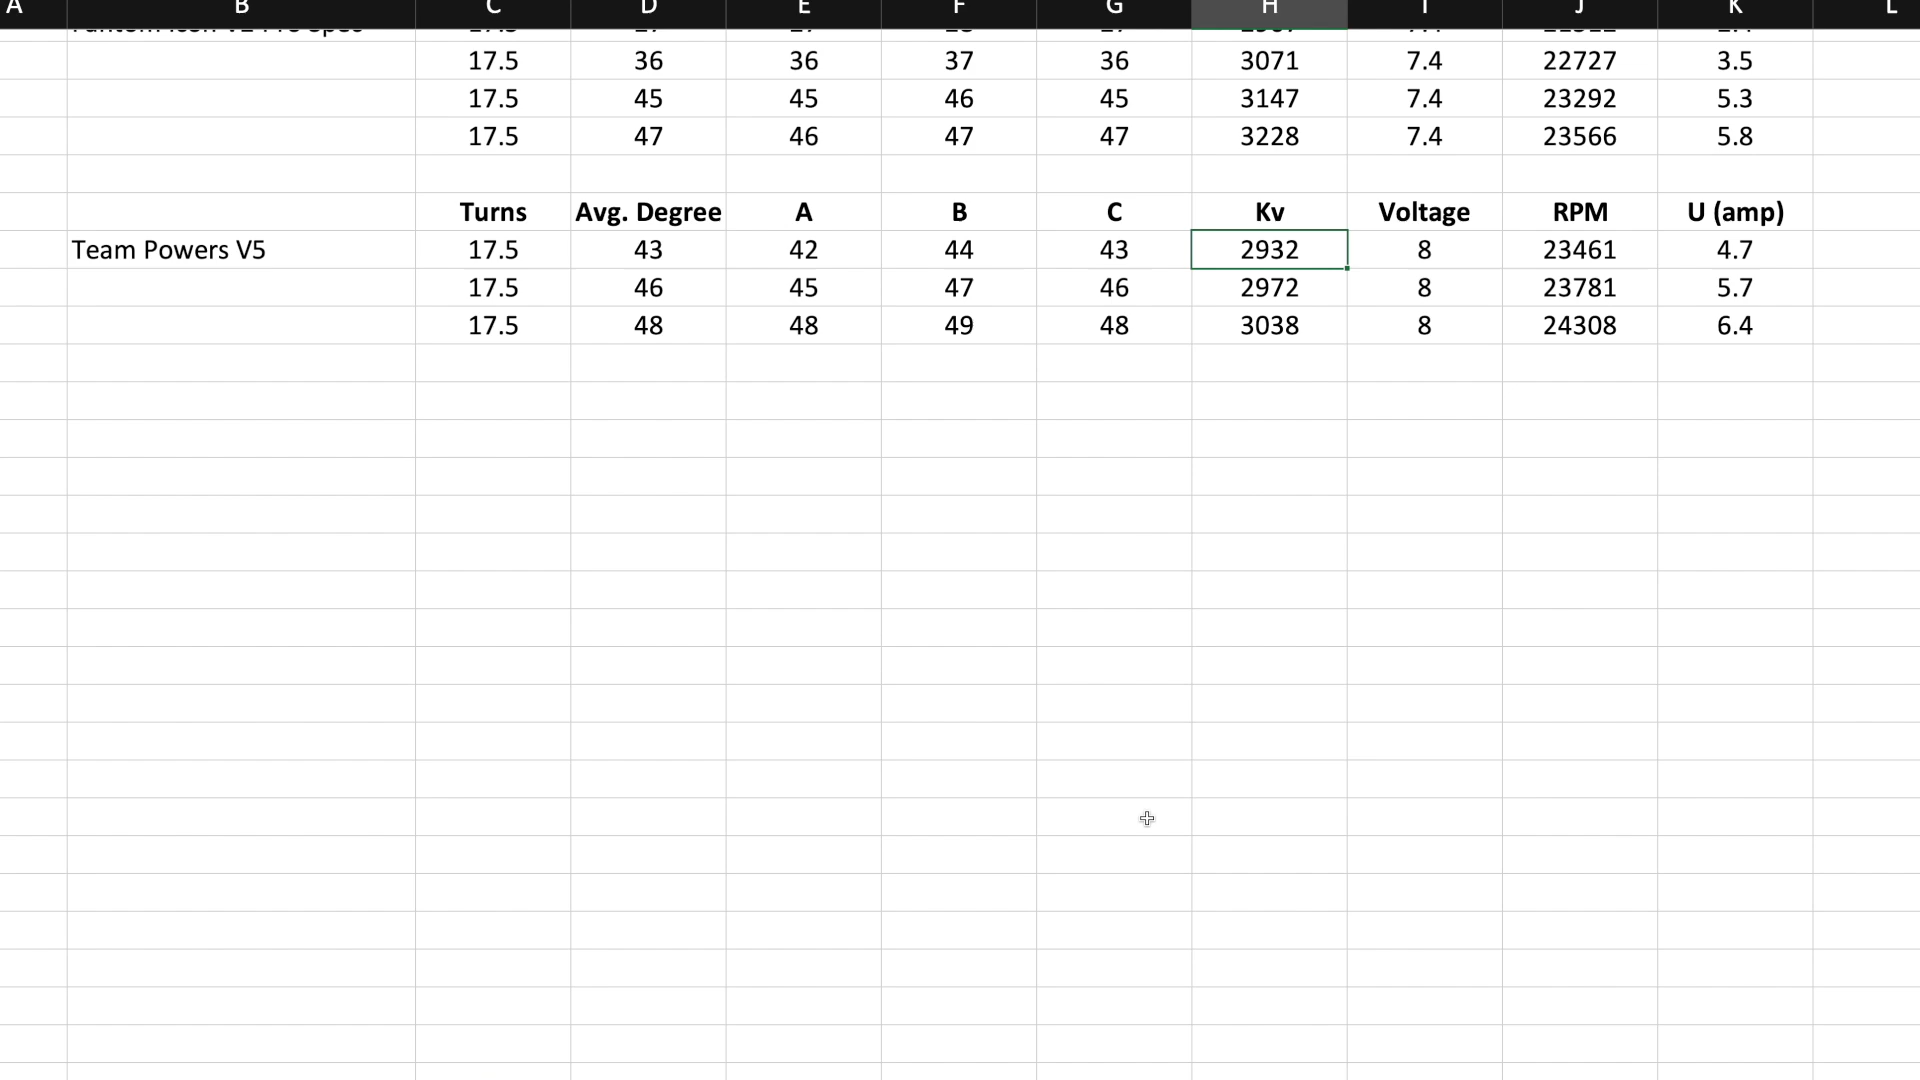 A B C D E F G H I J K L
17.5 36 36 37 36 3071 7.4 22727 3.5
17.5 45 45 46 45 3147 7.4 23292 5.3
17.5 47 46 47 47 3228 7.4 23566 5.8
Turns Avg. Degree A B C Kv Voltage RPM U (amp)
Team Powers V5 17.5 43 42 44 43 2932 8 23461 4.7
17.5 46 45 47 46 2972 8 23781 5.7
17.5 48 48 49 48 3038 8 24308 6.4